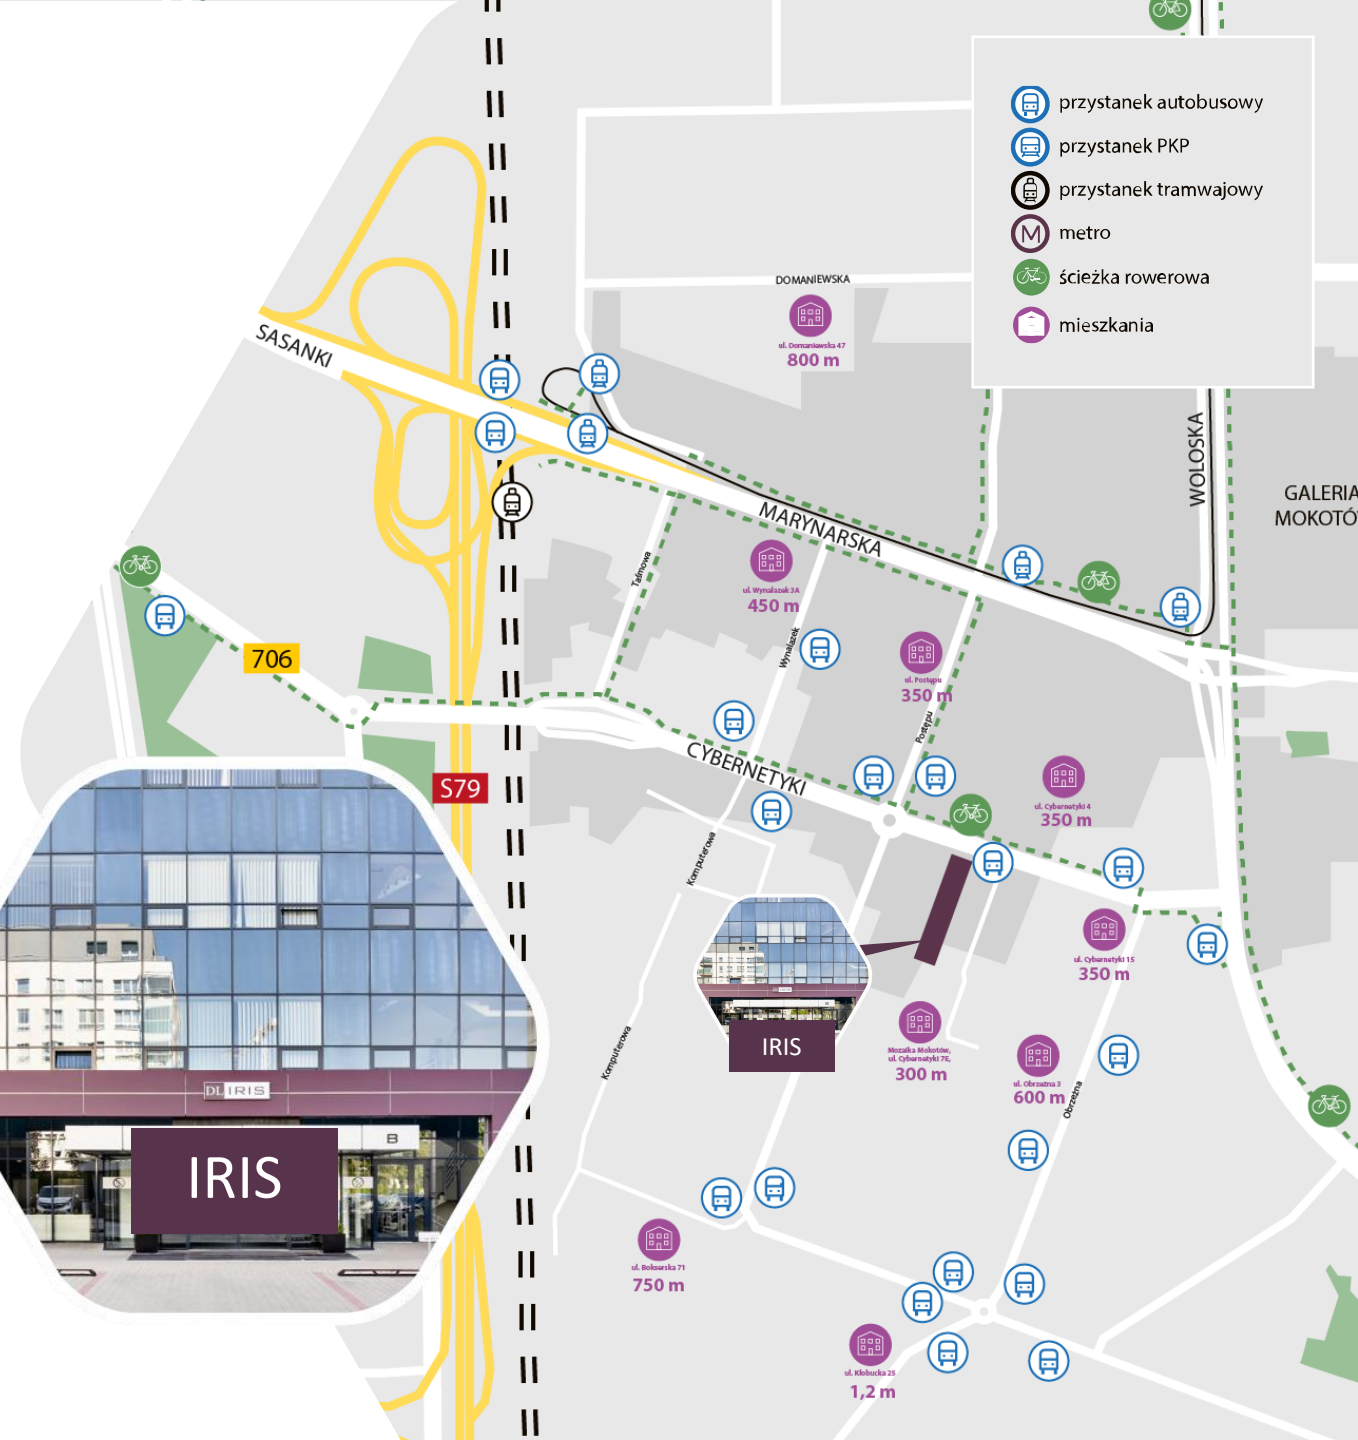 przystanek autobusowy
przystanek PKP
przystanek tramwajowy
M metro
ścieżka rowerowa
mieszkania
DOMANIEWSKA
ul. Domaniewska 47
800 m
SASANKI
WOLOSKA
GALERIA
MOKOTÓ
MARYNARSKA
Taśmowa
ul. Wynalazek 3A
450 m
Wynalazek
706
ul. Postępu
350 m
Postępu
CYBERNETYKI
S79
ul. Cybernetyki 4
350 m
Komputerowa
ul. Cybernetyki 15
350 m
IRIS
Mozaika Mokotów,
ul. Cybernetyki 7E,
300 m
Komputerowa
ul. Obrzeżna 3
600 m
Obrzeżna
DL IRIS
B
IRIS
ul. Bokserska 71
750 m
ul. Kłobucka 25
1,2 m